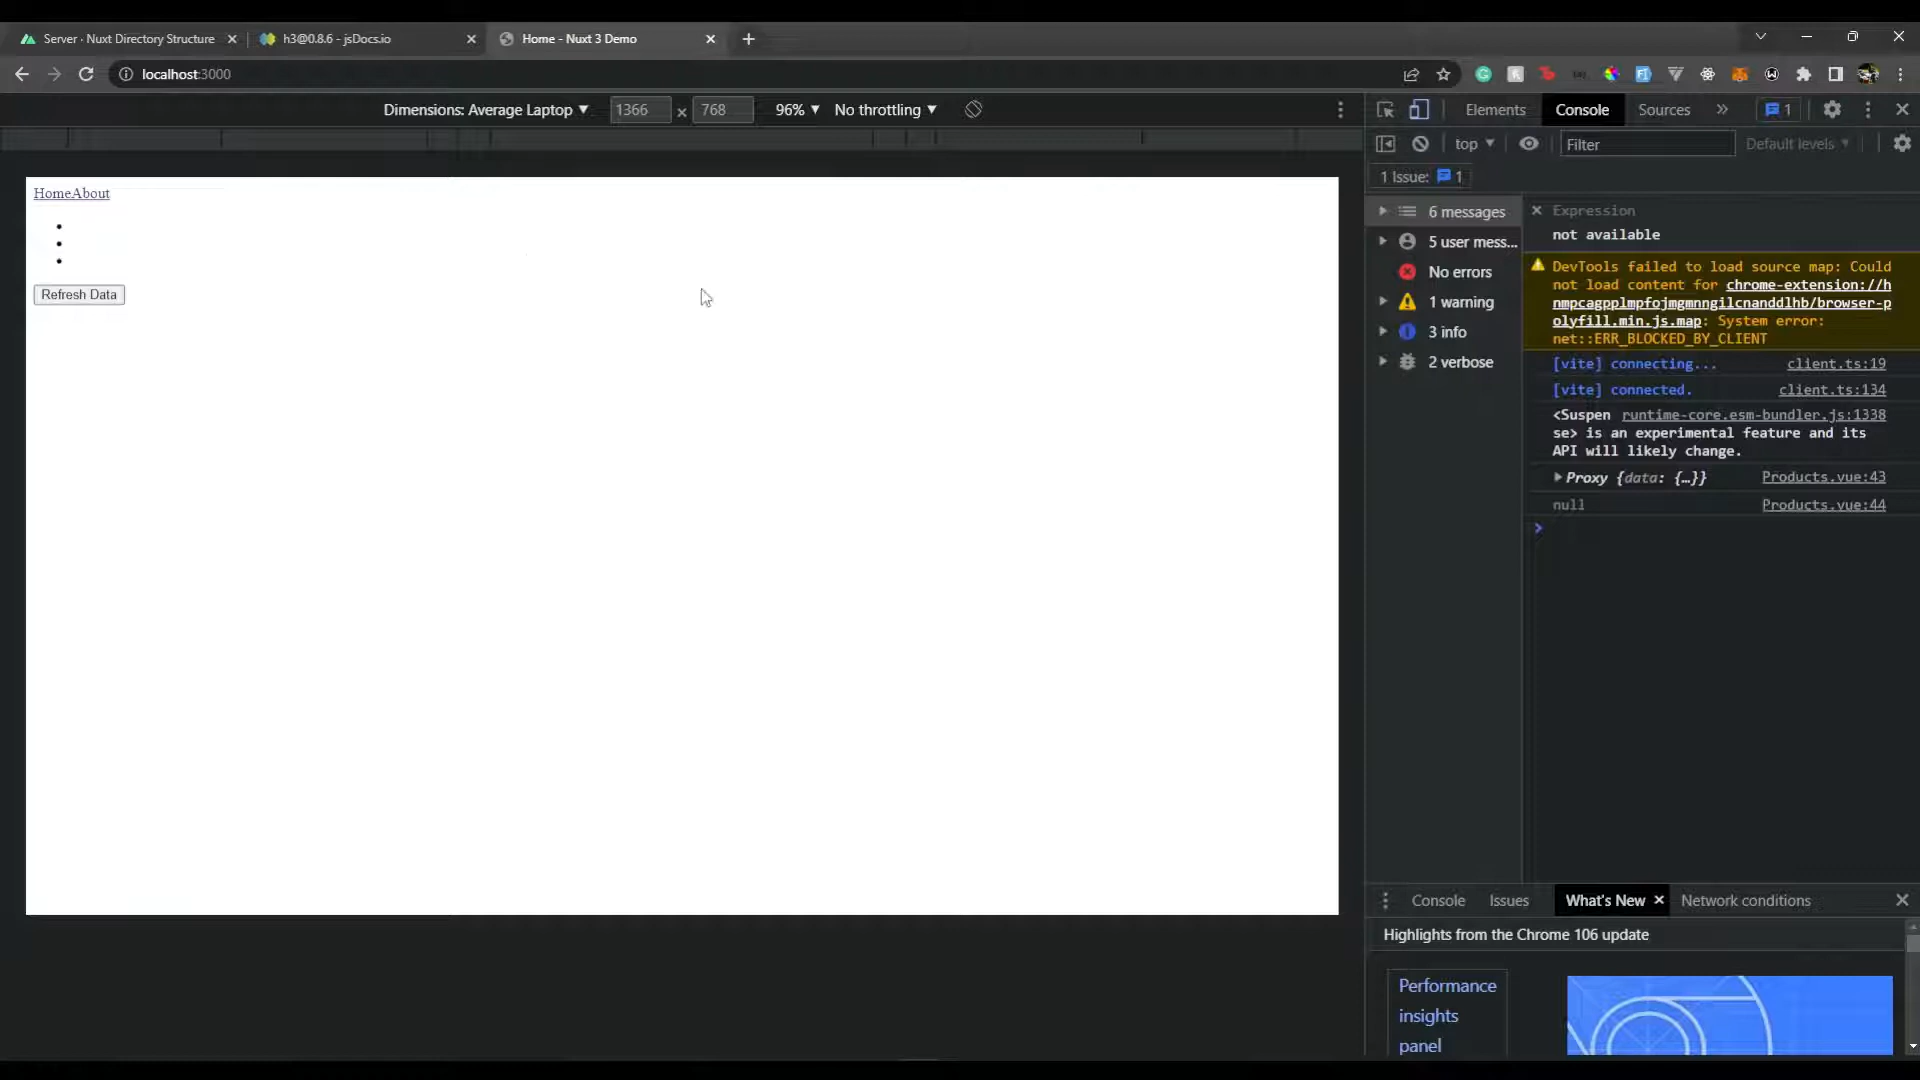 Server · Nuxt Directory Structure
h3@0.8.6 - jsDocs.io
Home - Nuxt 3 Demo
localhost:3000
Dimensions: Average Laptop
1366
x
768
96%
No throttling
Elements
Console
Sources
1
top
Filter
Default levels
1 Issue:
1
HomeAbout
Refresh Data
6 messages
5 user mess...
No errors
1 warning
3 info
2 verbose
Expression
not available
DevTools failed to load source map: Could
not load content for chrome-extension://h
nmpcagpplmpfojmgmnngilcnanddlhb/browser-p
olyfill.min.js.map: System error:
net::ERR_BLOCKED_BY_CLIENT
[vite] connecting... client.ts:19
[vite] connected. client.ts:134
<Suspen runtime-core.esm-bundler.js:1338
se> is an experimental feature and its
API will likely change.
Proxy {data: {…}} Products.vue:43
null Products.vue:44
Console
Issues
What's New
Network conditions
Highlights from the Chrome 106 update
Performance
insights
panel